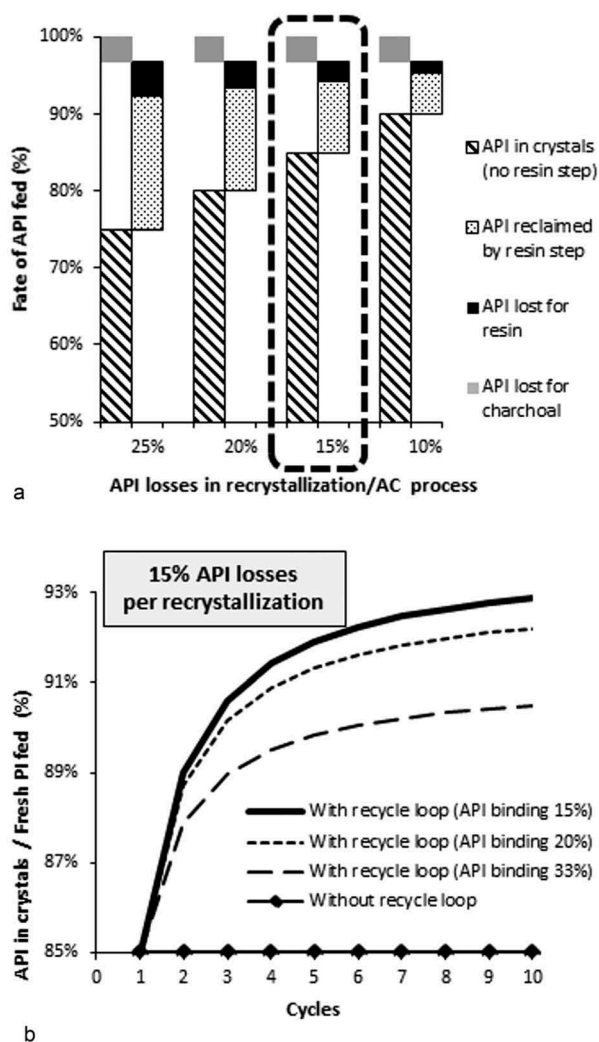 100%
90%
80%
70%
60%
50%
Fate of API fed (%)
25% 20% 15% 10%
API losses in recrystallization/AC process
API in crystals
(no resin step)
API reclaimed
by resin step
API lost for
resin
API lost for
charchoal
a
15% API losses
per recrystallization
93%
91%
89%
87%
85%
API in crystals / Fresh PI fed (%)
With recycle loop (API binding 15%)
With recycle loop (API binding 20%)
With recycle loop (API binding 33%)
Without recycle loop
0 1 2 3 4 5 6 7 8 9 10
Cycles
b